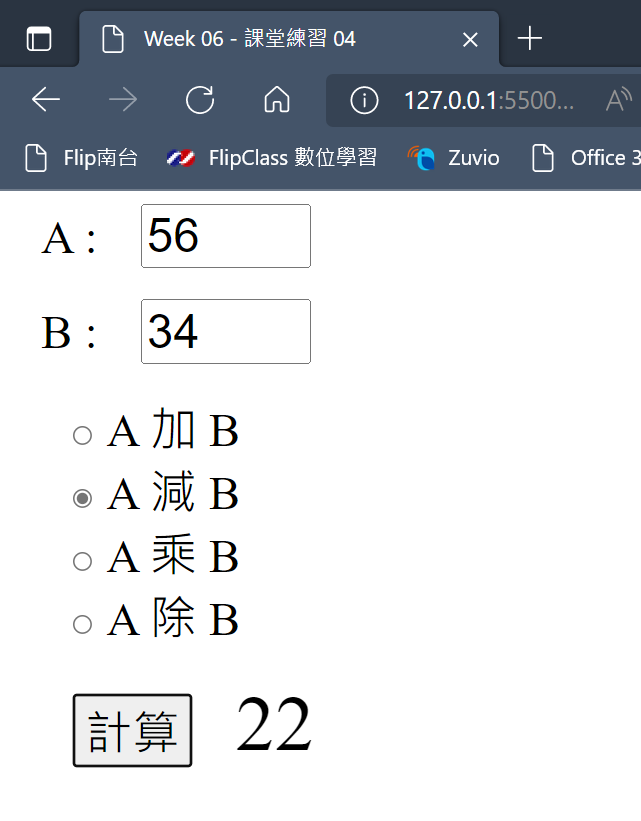 Week 06 - 課堂練習 04
127.0.0.1:5500...
Flip南台 FlipClass 數位學習 Zuvio Office 3
A : 56
B : 34
A 加 B
A 減 B
A 乘 B
A 除 B
計算 22